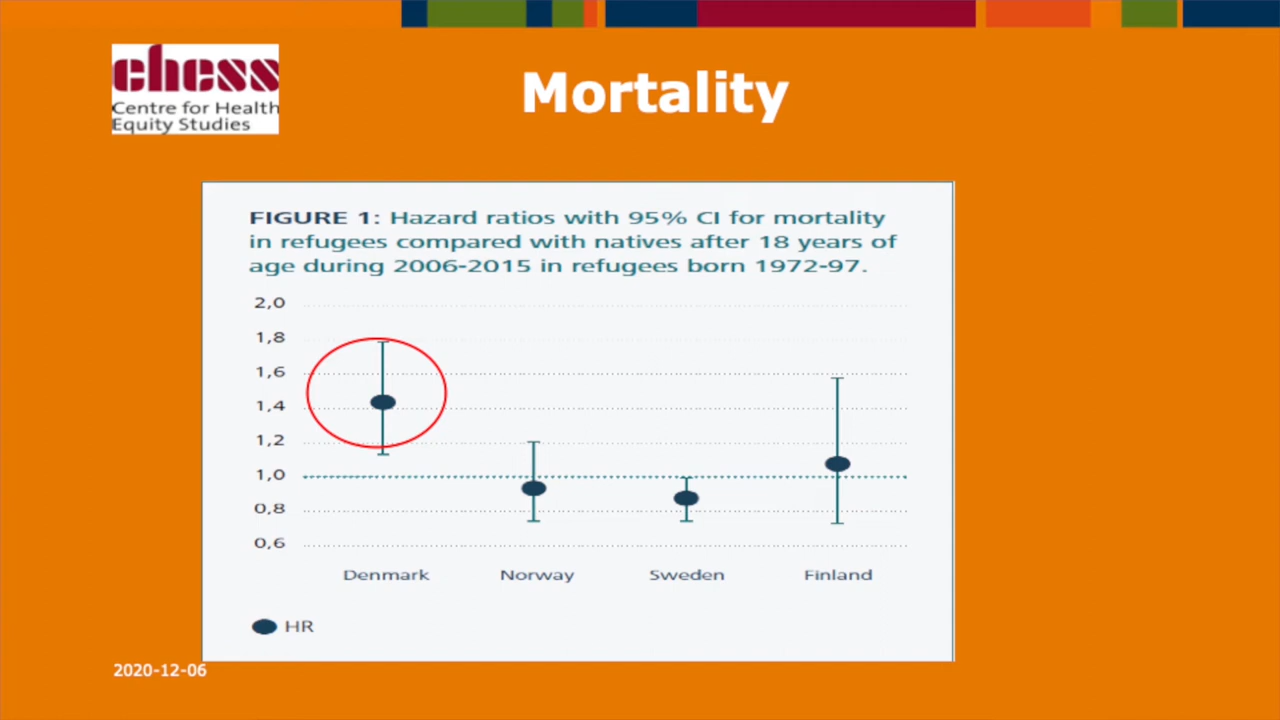 chess
Centre for Health
Equity Studies
Mortality
FIGURE 1: Hazard ratios with 95% CI for mortality
in refugees compared with natives after 18 years of
age during 2006-2015 in refugees born 1972-97.
2,0
1,8
1,6
1,4
1,2
1,0
0,8
0,6
Denmark Norway Sweden Finland
HR
2020-12-06